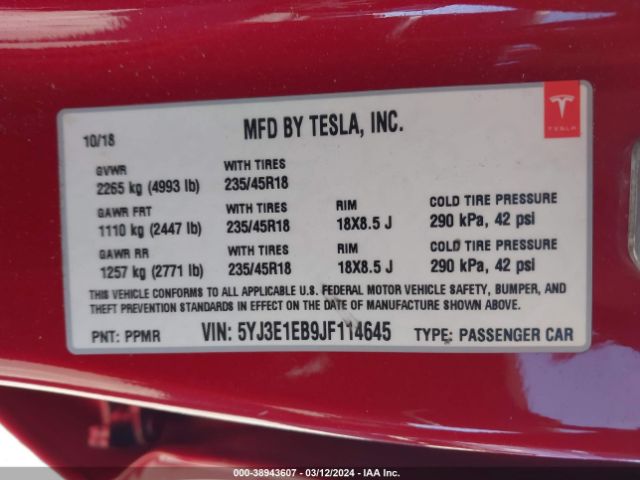 10/18 MFD BY TESLA, INC. TESLA
GVWR WITH TIRES
2265 kg (4993 lb) 235/45R18
GAWR FRT WITH TIRES RIM COLD TIRE PRESSURE
1110 kg (2447 lb) 235/45R18 18X8.5 J 290 kPa, 42 psi
GAWR RR WITH TIRES RIM COLD TIRE PRESSURE
1257 kg (2771 lb) 235/45R18 18X8.5 J 290 kPa, 42 psi
THIS VEHICLE CONFORMS TO ALL APPLICABLE U.S. FEDERAL MOTOR VEHICLE SAFETY, BUMPER, AND
THEFT PREVENTION STANDARDS IN EFFECT ON THE DATE OF MANUFACTURE SHOWN ABOVE.
PNT: PPMR VIN: 5YJ3E1EB9JF114645 TYPE: PASSENGER CAR
000-38943607 - 03/12/2024 - IAA Inc.